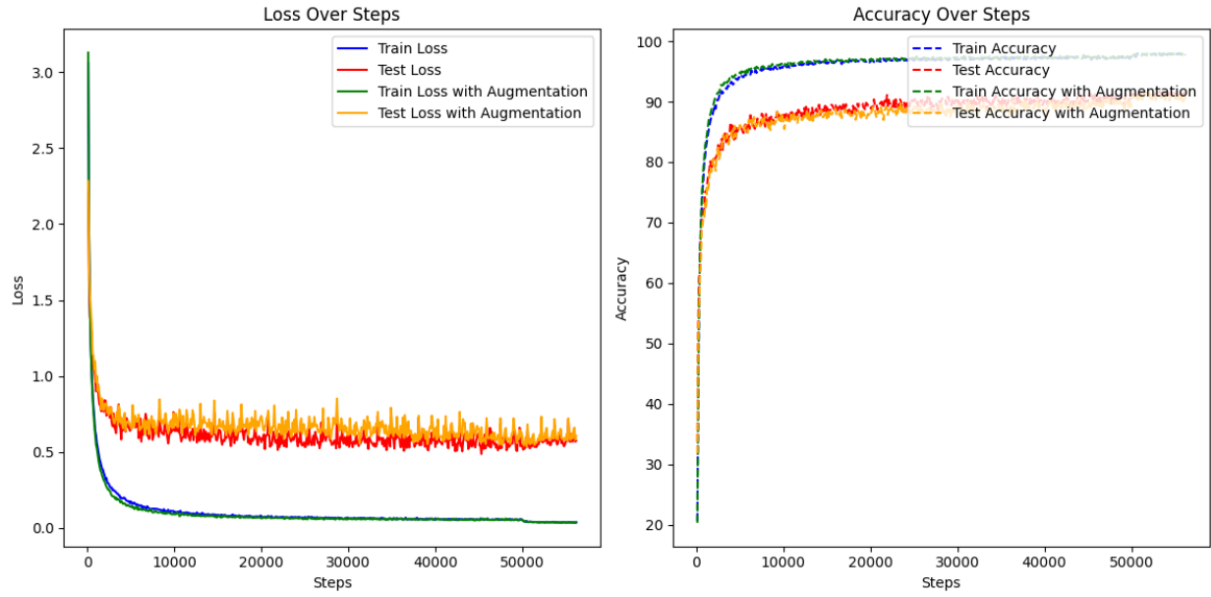 Loss Over Steps
Train Loss
Test Loss
Train Loss with Augmentation
Test Loss with Augmentation
3.0
2.5
2.0
1.5
1.0
0.5
0.0
Loss
0
10000
20000
30000
40000
50000
Steps
Accuracy Over Steps
Train Accuracy
Test Accuracy
Train Accuracy with Augmentation
Test Accuracy with Augmentation
100
90
80
70
60
50
40
30
20
Accuracy
0
10000
20000
30000
40000
50000
Steps